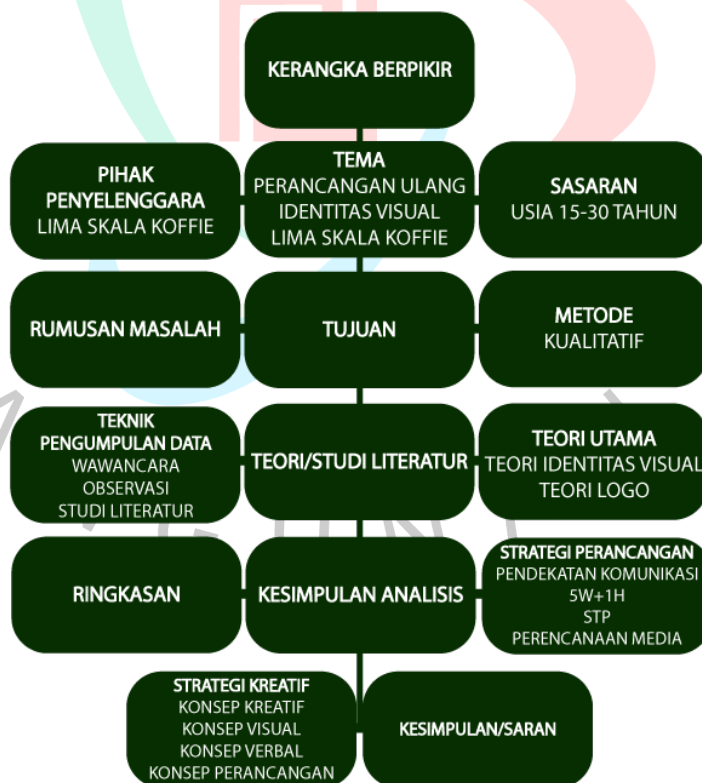 KERANGKA BERPIKIR
PIHAK
PENYELENGGARA
LIMA SKALA KOFFIE
TEMA
PERANCANGAN ULANG
IDENTITAS VISUAL
LIMA SKALA KOFFIE
SASARAN
USIA 15-30 TAHUN
RUMUSAN MASALAH
TUJUAN
METODE
KUALITATIF
TEKNIK
PENGUMPULAN DATA
WAWANCARA
OBSERVASI
STUDI LITERATUR
TEORI/STUDI LITERATUR
TEORI UTAMA
TEORI IDENTITAS VISUAL
TEORI LOGO
RINGKASAN
KESIMPULAN ANALISIS
STRATEGI PERANCANGAN
PENDEKATAN KOMUNIKASI
5W+1H
STP
PERENCANAAN MEDIA
STRATEGI KREATIF
KONSEP KREATIF
KONSEP VISUAL
KONSEP VERBAL
KONSEP PERANCANGAN
KESIMPULAN/SARAN